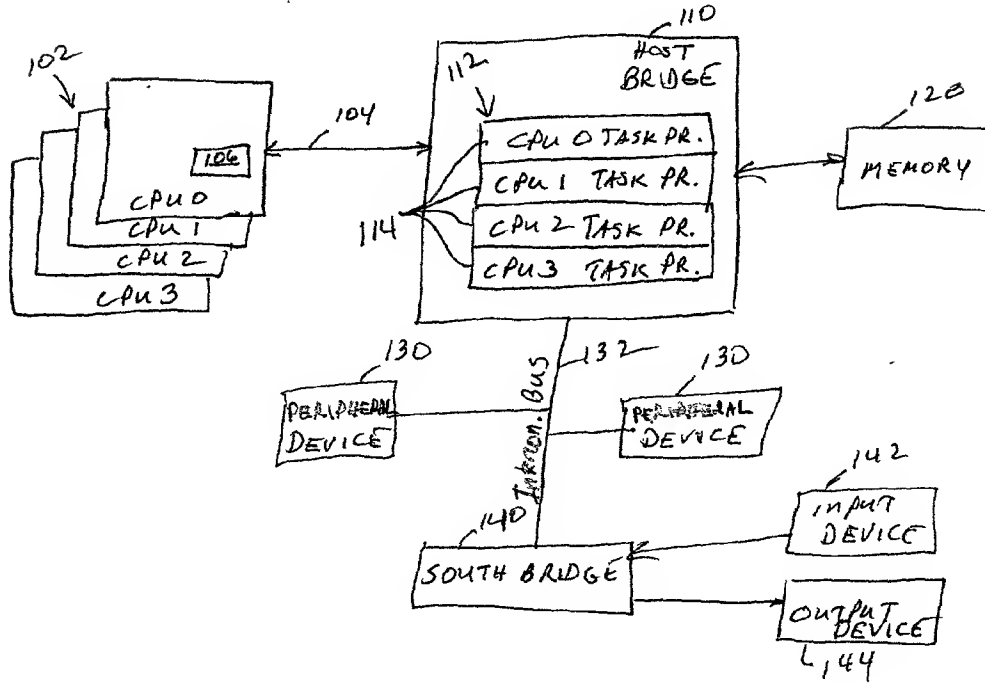 110
HOST
BRIDGE
102
112
104
120
CPU 0 TASK PR.
CPU 1 TASK PR.
CPU 2 TASK PR.
CPU 3 TASK PR.
106
CPU 0
CPU 1
CPU 2
CPU 3
114
MEMORY
130
PERIPHERAL
DEVICE
132
Intercon. Bus
130
PERIPHERAL
DEVICE
140
SOUTH BRIDGE
142
INPUT
DEVICE
OUTPUT
DEVICE
144